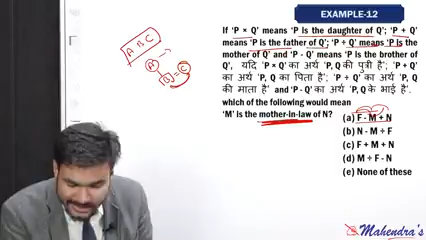 EXAMPLE-12
If 'P × Q' means 'P is the daughter of Q'; 'P + Q'
means 'P is the father of Q'; 'P ÷ Q' means 'P is the
mother of Q' and 'P - Q' means 'P is the brother of
Q', यदि 'P × Q' का अर्थ 'P, Q की पुत्री है'; 'P + Q'
का अर्थ 'P, Q का पिता है'; 'P ÷ Q' का अर्थ 'P, Q
की माता है' और 'P - Q' का अर्थ 'P, Q के भाई है'.
which of the following would mean
'M' is the mother-in-law of N?
(a) F - M + N
(b) N - M ÷ F
(c) F + M + N
(d) M ÷ F - N
(e) None of these
A B C
A
B = C
Mahendra's